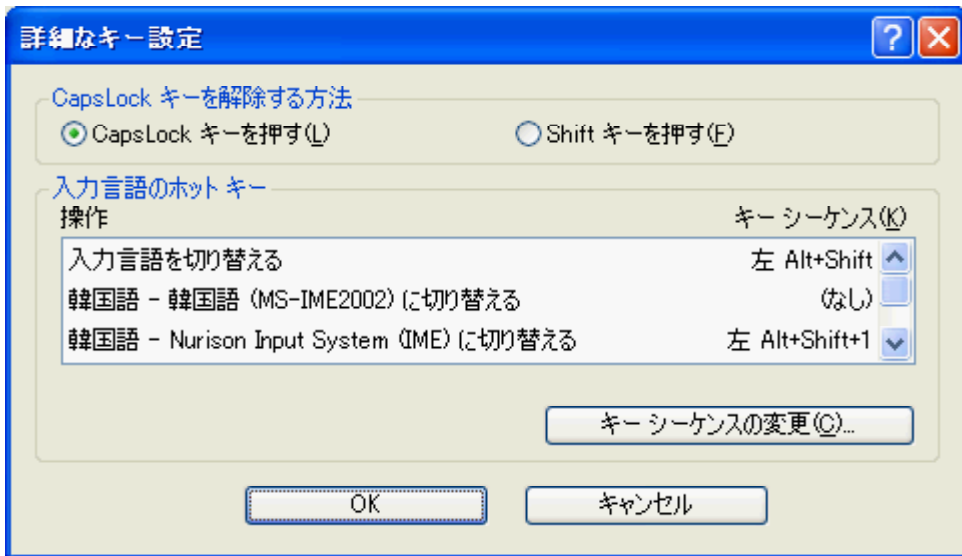 詳細なキー設定
CapsLock キーを解除する方法
CapsLock キーを押す(L) Shift キーを押す(F)
入力言語のホット キー
操作 キー シーケンス(K)
入力言語を切り替える 左 Alt+Shift
韓国語 - 韓国語 (MS-IME2002) に切り替える (なし)
韓国語 - Nurison Input System (IME) に切り替える 左 Alt+Shift+1
キー シーケンスの変更(C)...
OK キャンセル